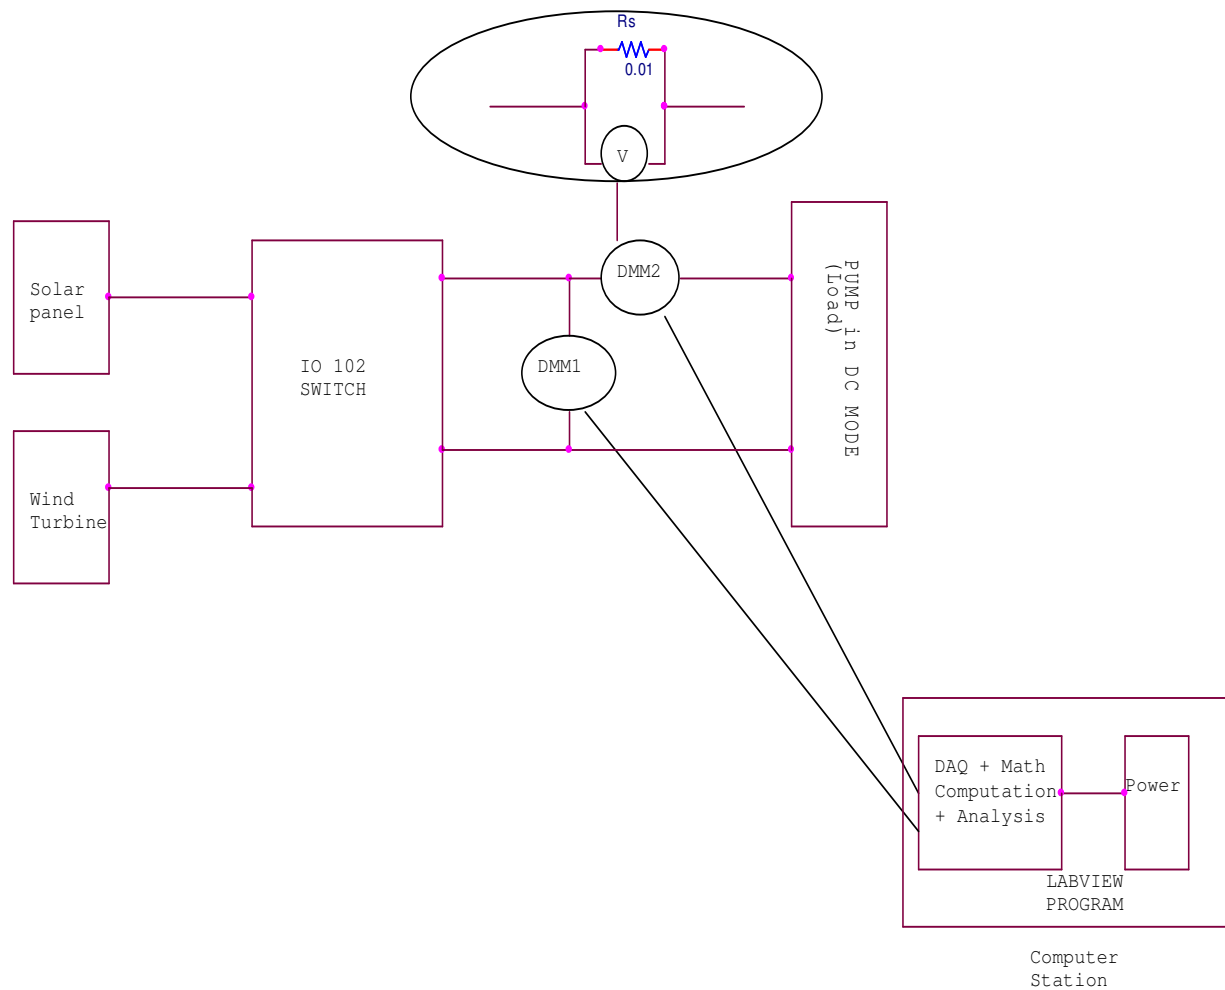 Rs
0.01
V
DMM2
DMM1
Solar
panel
IO 102
SWITCH
PUMP in DC MODE
(Load)
Wind
Turbine
DAQ + Math
Computation
+ Analysis
Power
LABVIEW
PROGRAM
Computer
Station